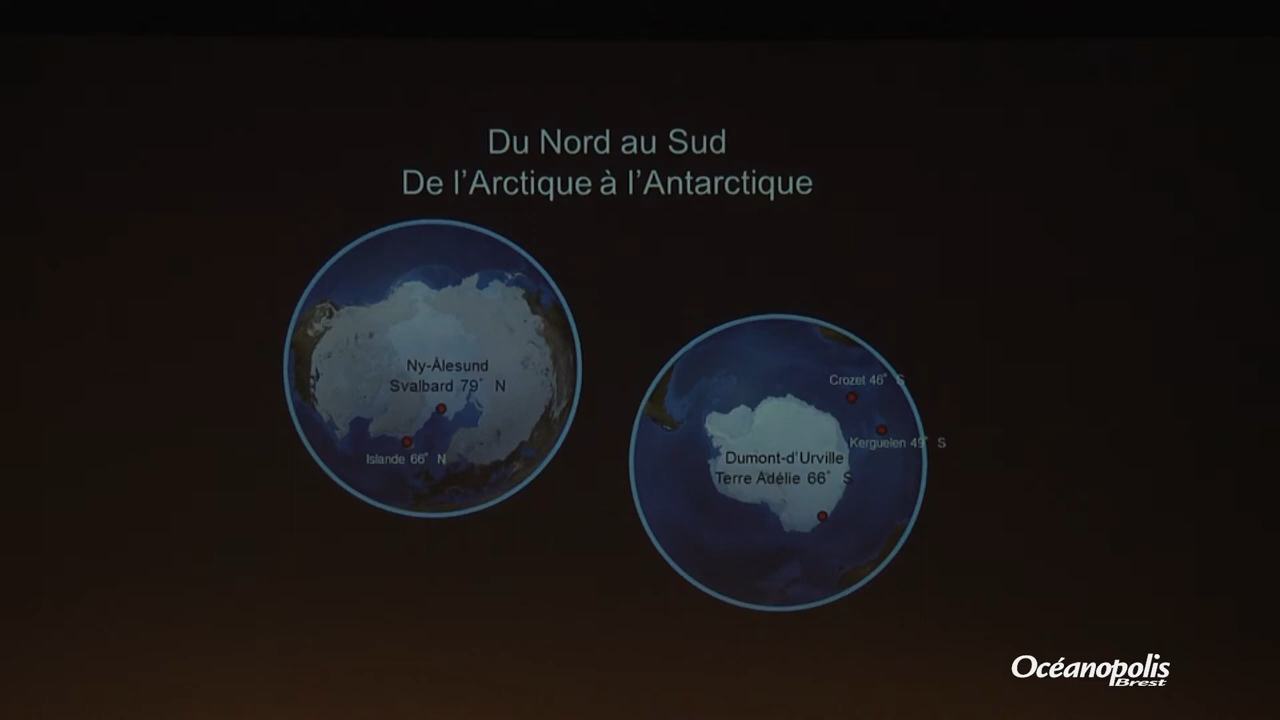 Du Nord au Sud
De l'Arctique à l'Antarctique
Ny-Ålesund
Svalbard 79° N
Islande 66° N
Crozet 46° S
Kerguelen 49° S
Dumont-d'Urville
Terre Adélie 66° S
Océanopolis
Brest